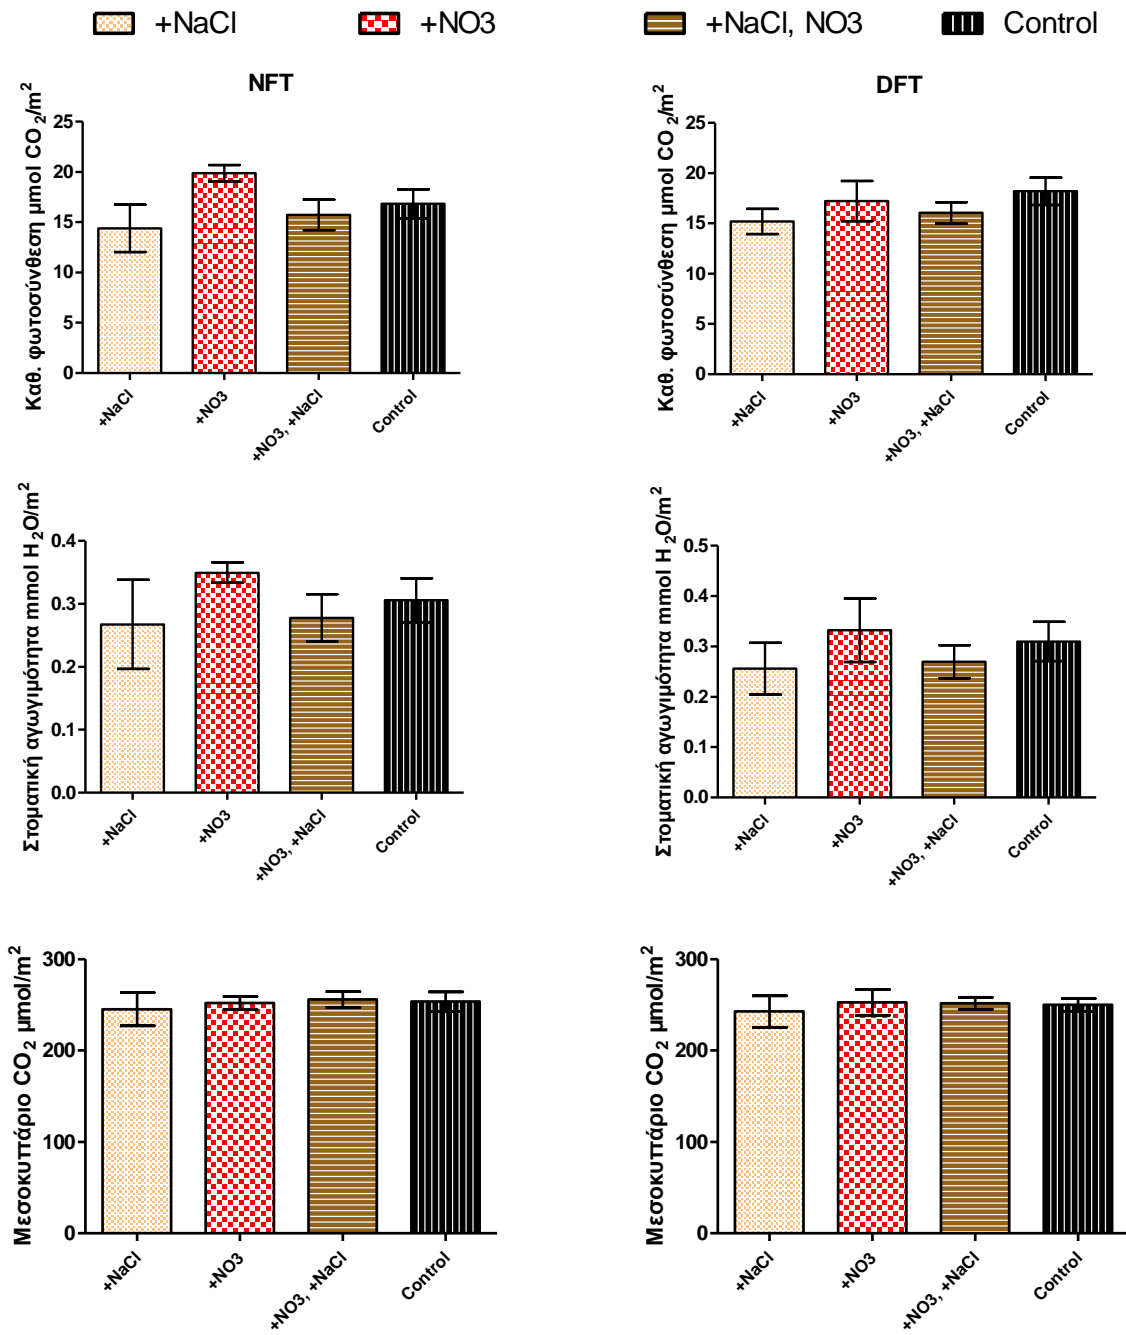 +NaCl +NO3 +NaCl, NO3 Control
NFT
Καθ. φωτοσύνθεση μmol CO2/m2
25
20
15
10
5
0
+NaCl
+NO3
+NO3, +NaCl
Control
DFT
Καθ. φωτοσύνθεση μmol CO2/m2
25
20
15
10
5
0
+NaCl
+NO3
+NO3, +NaCl
Control
Στοματική αγωγιμότητα mmol H2O/m2
0.4
0.3
0.2
0.1
0.0
+NaCl
+NO3
+NO3, +NaCl
Control
Στοματική αγωγιμότητα mmol H2O/m2
0.5
0.4
0.3
0.2
0.1
0.0
+NaCl
+NO3
+NO3, +NaCl
Control
Μεσοκυττάριο CO2 μmol/m2
300
200
100
0
+NaCl
+NO3
+NO3, +NaCl
Control
Μεσοκυττάριο CO2 μmol/m2
300
200
100
0
+NaCl
+NO3
+NO3, +NaCl
Control